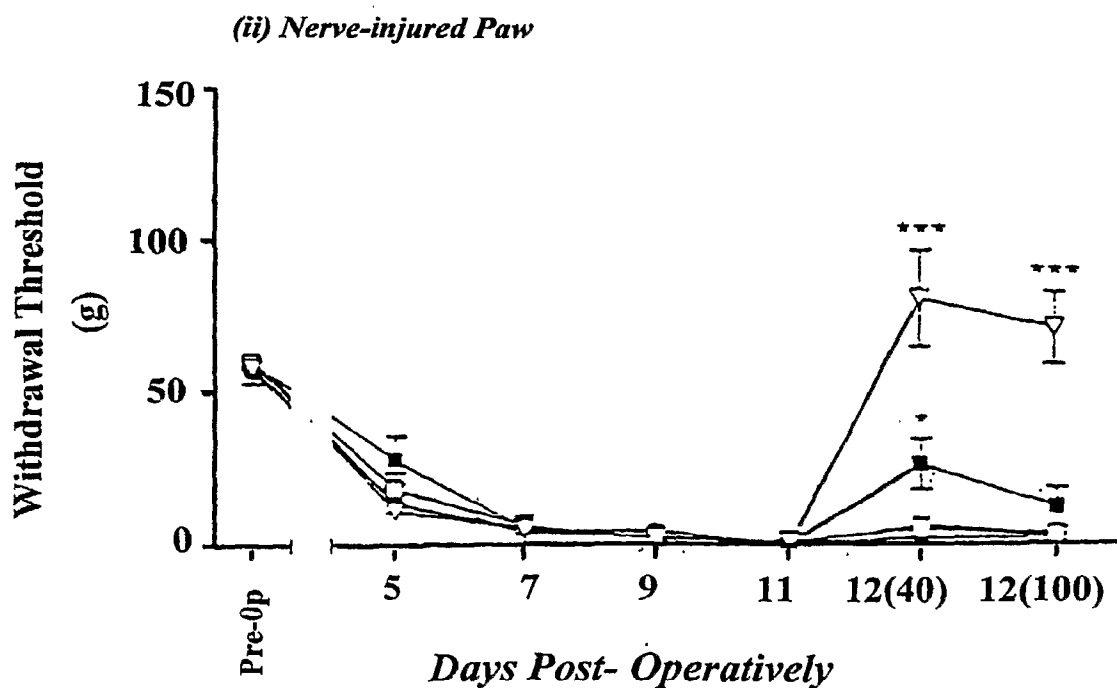 (ii) Nerve-injured Paw
150
100
50
0
Withdrawal Threshold
(g)
***
***
*
Pre-0p
5
7
9
11
12(40)
12(100)
Days Post- Operatively